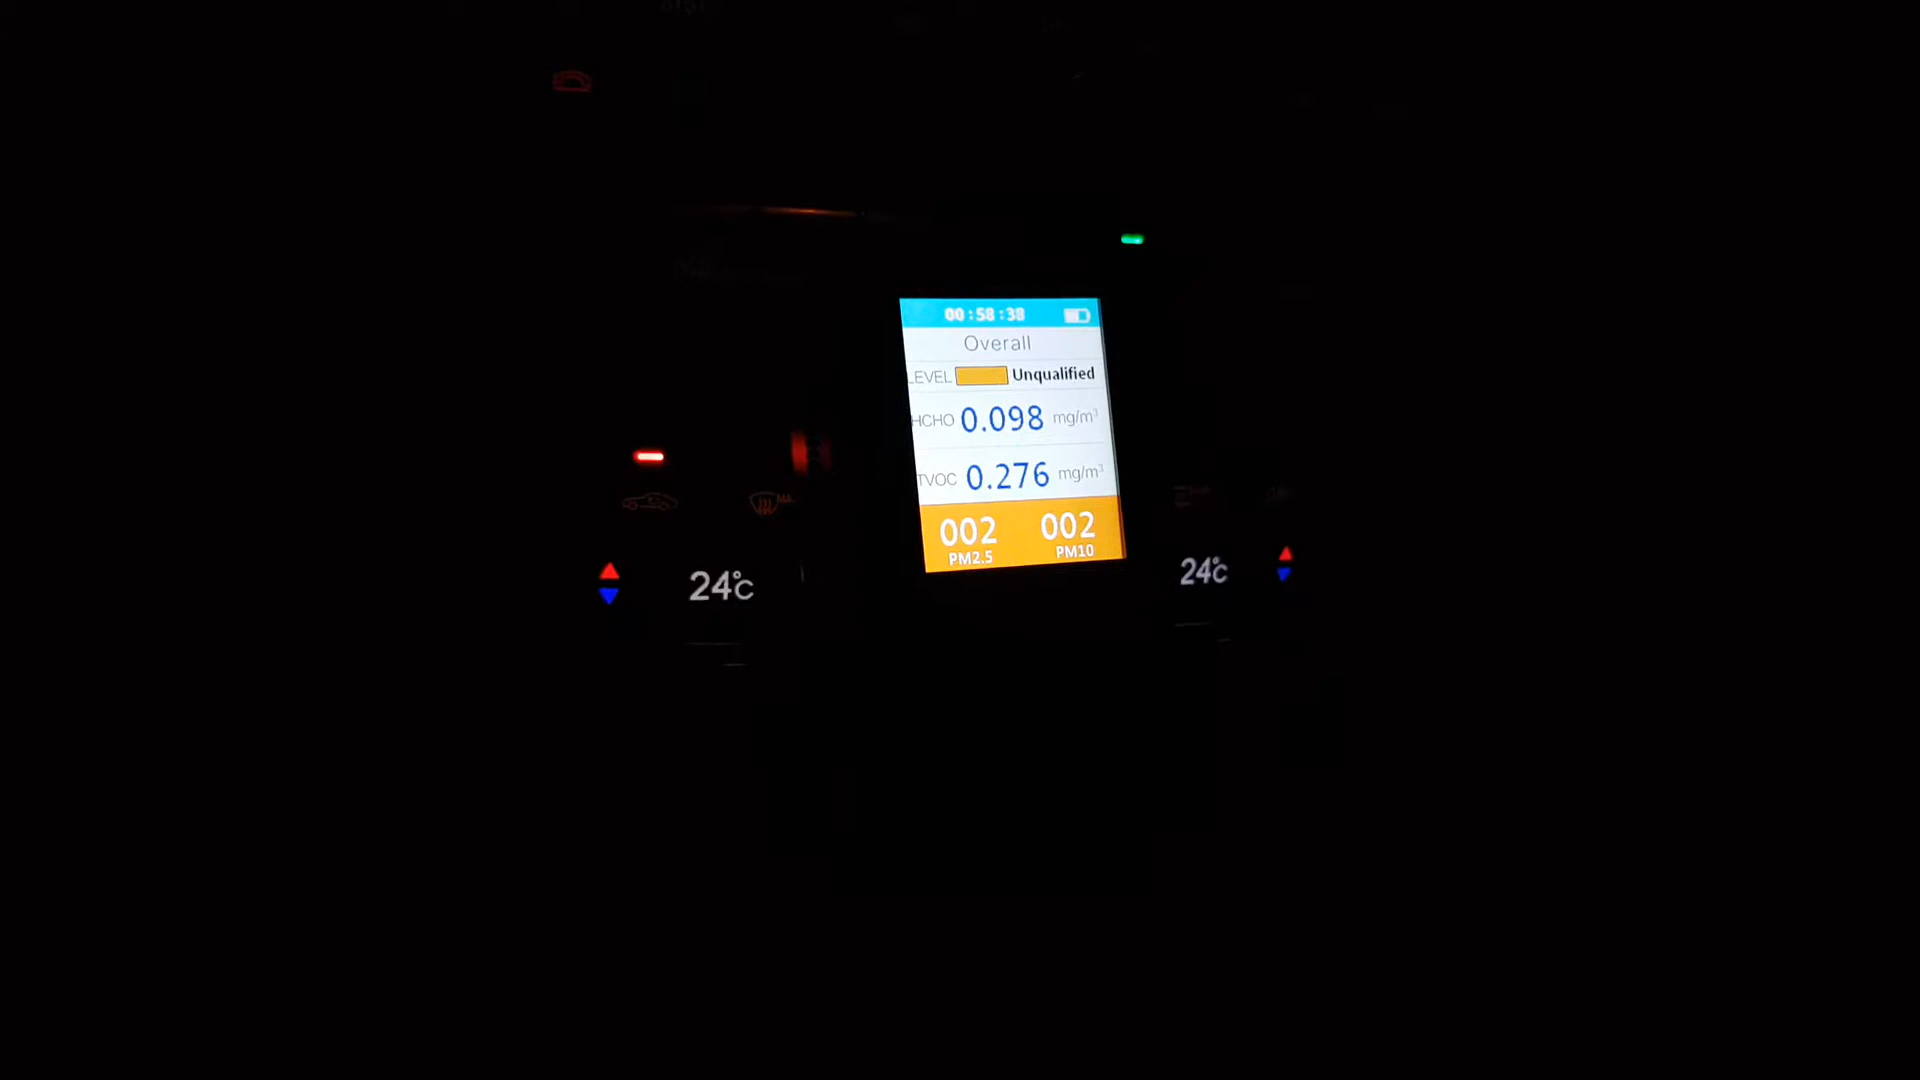 00:58:38
Overall
LEVEL Unqualified
HCHO 0.098 mg/m³
TVOC 0.276 mg/m³
002 002
PM2.5 PM10
24°C 24°C